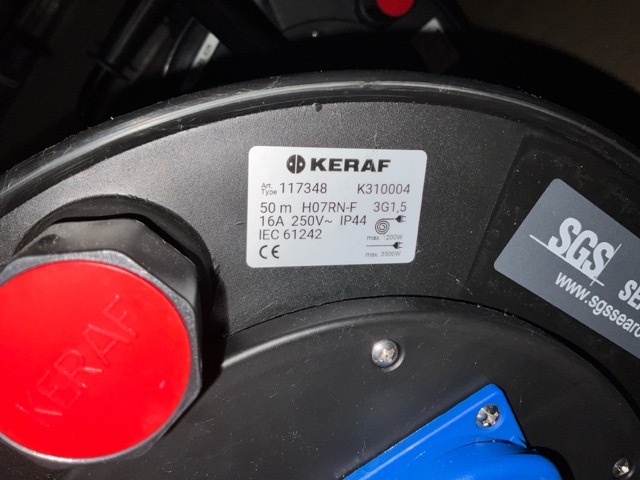 KERAF
Art. Type 117348 K310004
50 m H07RN-F 3G1,5
16A 250V~ IP44
IEC 61242
max. 1200W
CE
max. 3500W
SGS
www.sgssearc
KERAF